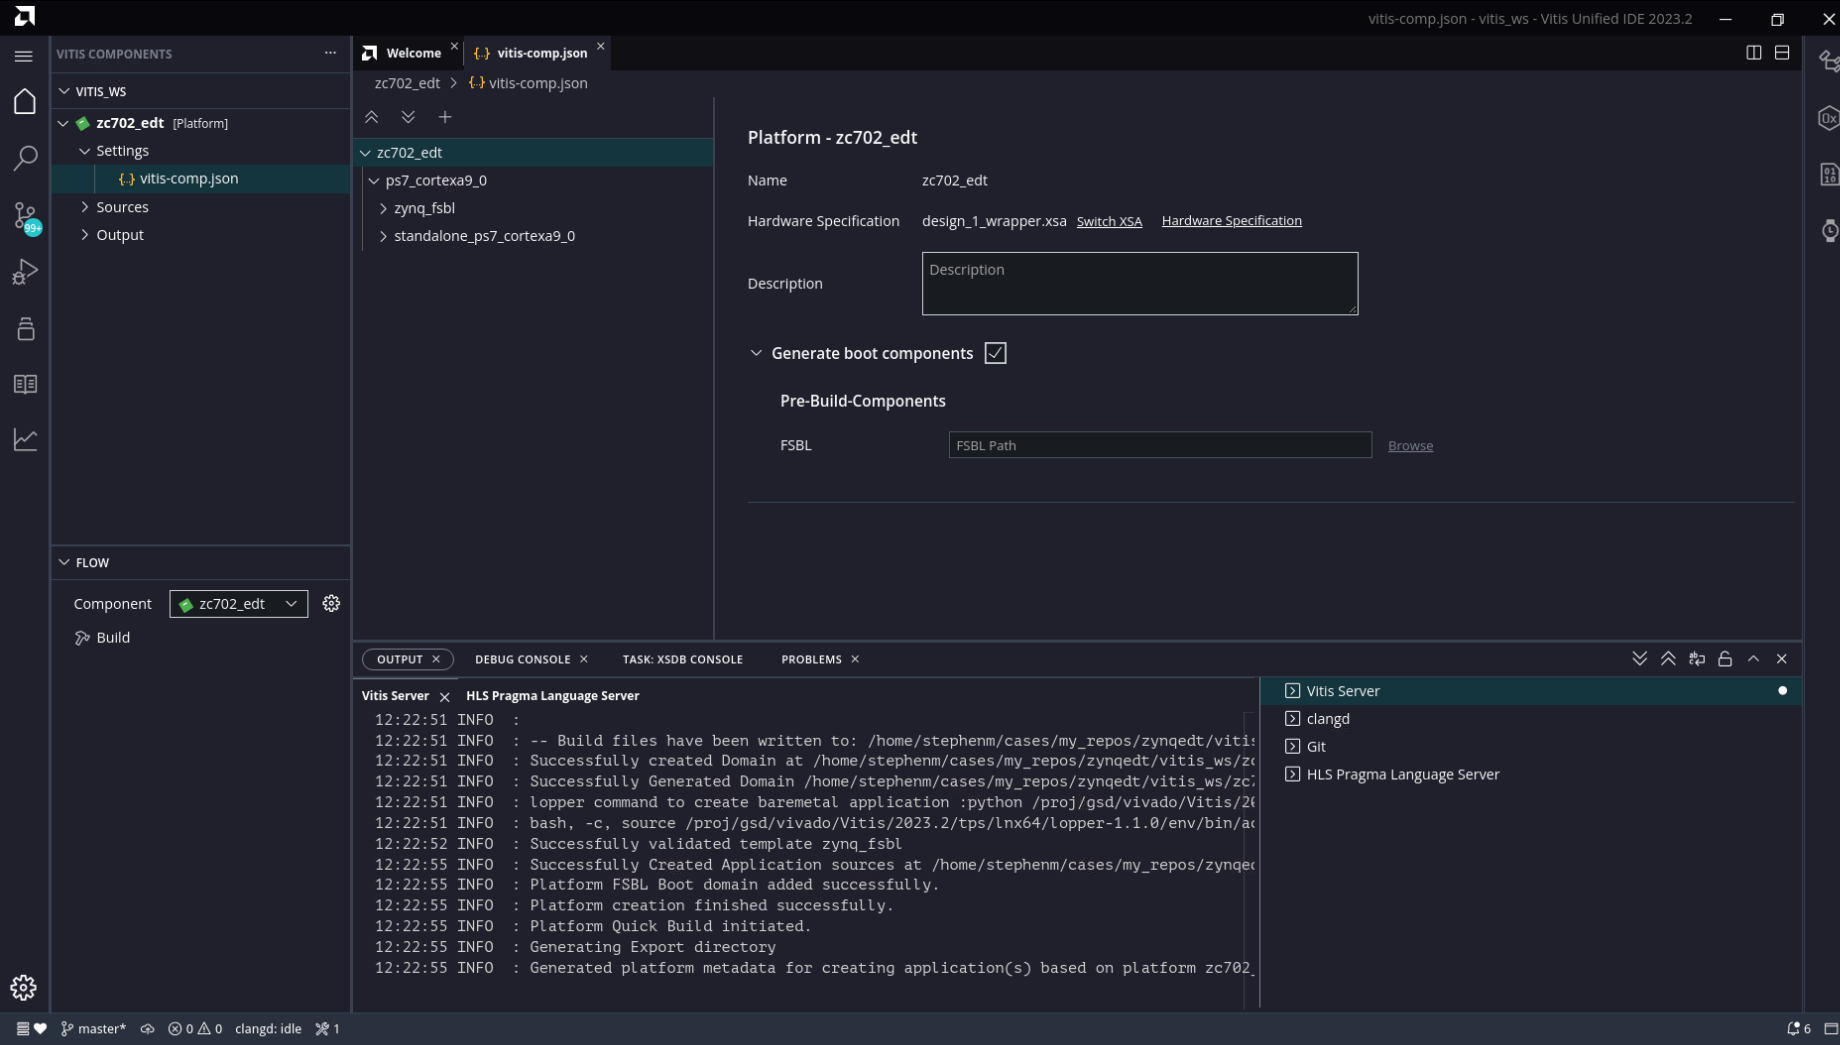 vitis-comp.json - vitis_ws - Vitis Unified IDE 2023.2
VITIS COMPONENTS
VITIS_WS
zc702_edt [Platform]
Settings
{..} vitis-comp.json
Sources
Output
99+
FLOW
Component zc702_edt
Build
Welcome
{..} vitis-comp.json
zc702_edt > {..} vitis-comp.json
zc702_edt
ps7_cortexa9_0
zynq_fsbl
standalone_ps7_cortexa9_0
Platform - zc702_edt
Name zc702_edt
Hardware Specification design_1_wrapper.xsa Switch XSA Hardware Specification
Description Description
Generate boot components
Pre-Build-Components
FSBL FSBL Path Browse
OUTPUT DEBUG CONSOLE TASK: XSDB CONSOLE PROBLEMS
Vitis Server HLS Pragma Language Server
12:22:51 INFO :
12:22:51 INFO : -- Build files have been written to: /home/stephenm/cases/my_repos/zynqedt/vitis
12:22:51 INFO : Successfully created Domain at /home/stephenm/cases/my_repos/zynqedt/vitis_ws/zc
12:22:51 INFO : Successfully Generated Domain /home/stephenm/cases/my_repos/zynqedt/vitis_ws/zc7
12:22:51 INFO : lopper command to create baremetal application :python /proj/gsd/vivado/Vitis/20
12:22:51 INFO : bash, -c, source /proj/gsd/vivado/Vitis/2023.2/tps/lnx64/lopper-1.1.0/env/bin/ac
12:22:52 INFO : Successfully validated template zynq_fsbl
12:22:55 INFO : Successfully Created Application sources at /home/stephenm/cases/my_repos/zynqed
12:22:55 INFO : Platform FSBL Boot domain added successfully.
12:22:55 INFO : Platform creation finished successfully.
12:22:55 INFO : Platform Quick Build initiated.
12:22:55 INFO : Generating Export directory
12:22:55 INFO : Generated platform metadata for creating application(s) based on platform zc702_
Vitis Server
clangd
Git
HLS Pragma Language Server
0x
01
10
master* 0 0 clangd: idle 1
6